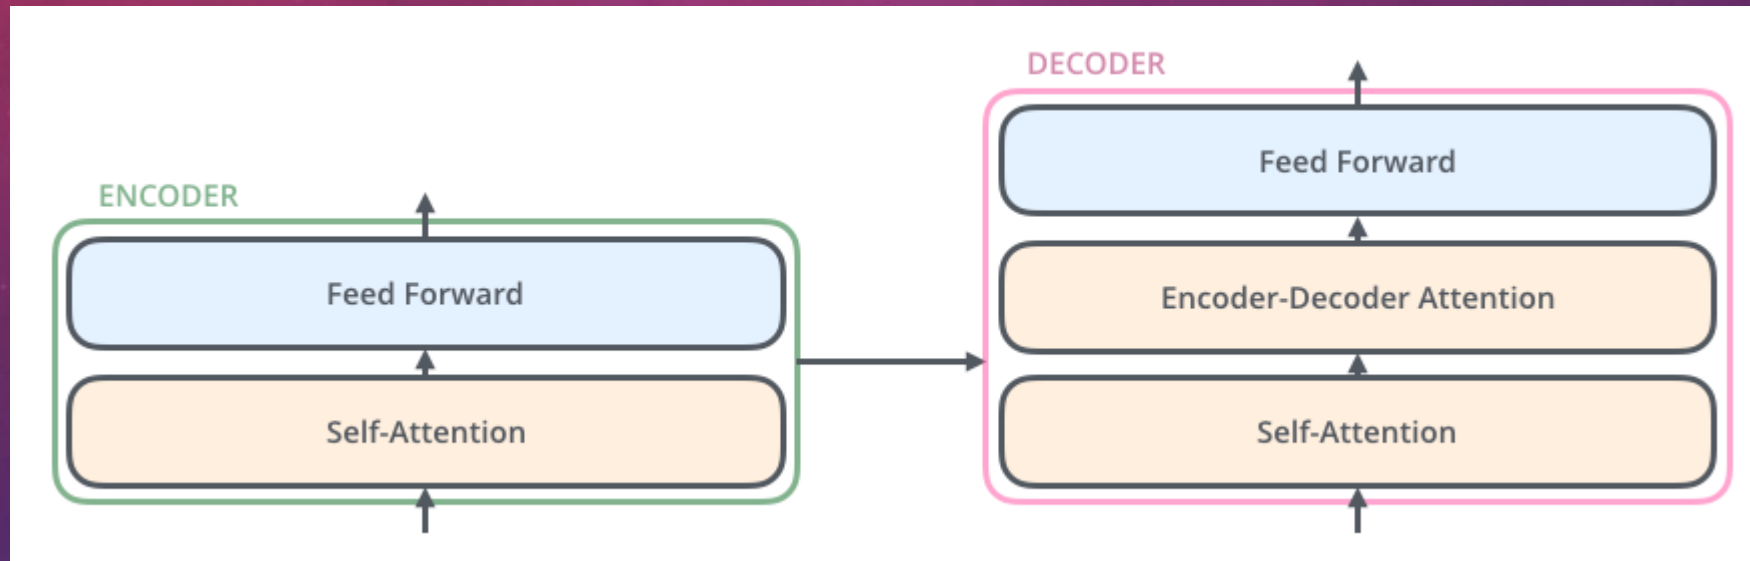 ENCODER
Feed Forward
Self-Attention
DECODER
Feed Forward
Encoder-Decoder Attention
Self-Attention